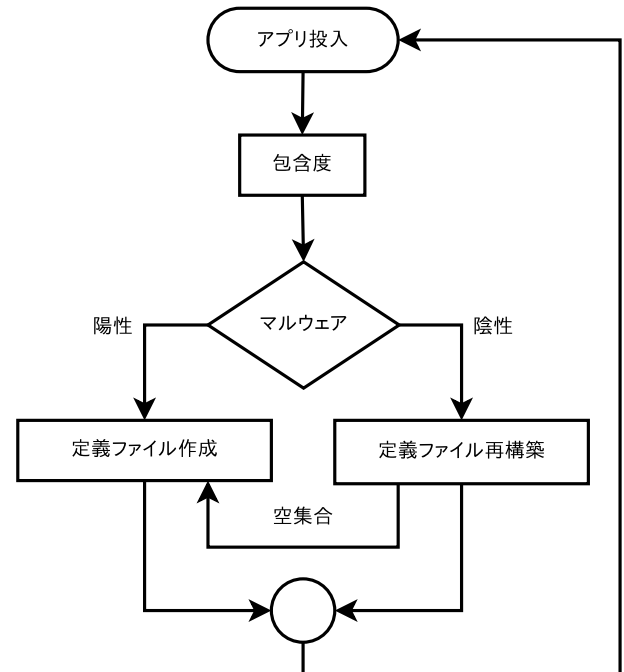 アプリ投入
包含度
マルウェア
陽性
陰性
定義ファイル作成
定義ファイル再構築
空集合